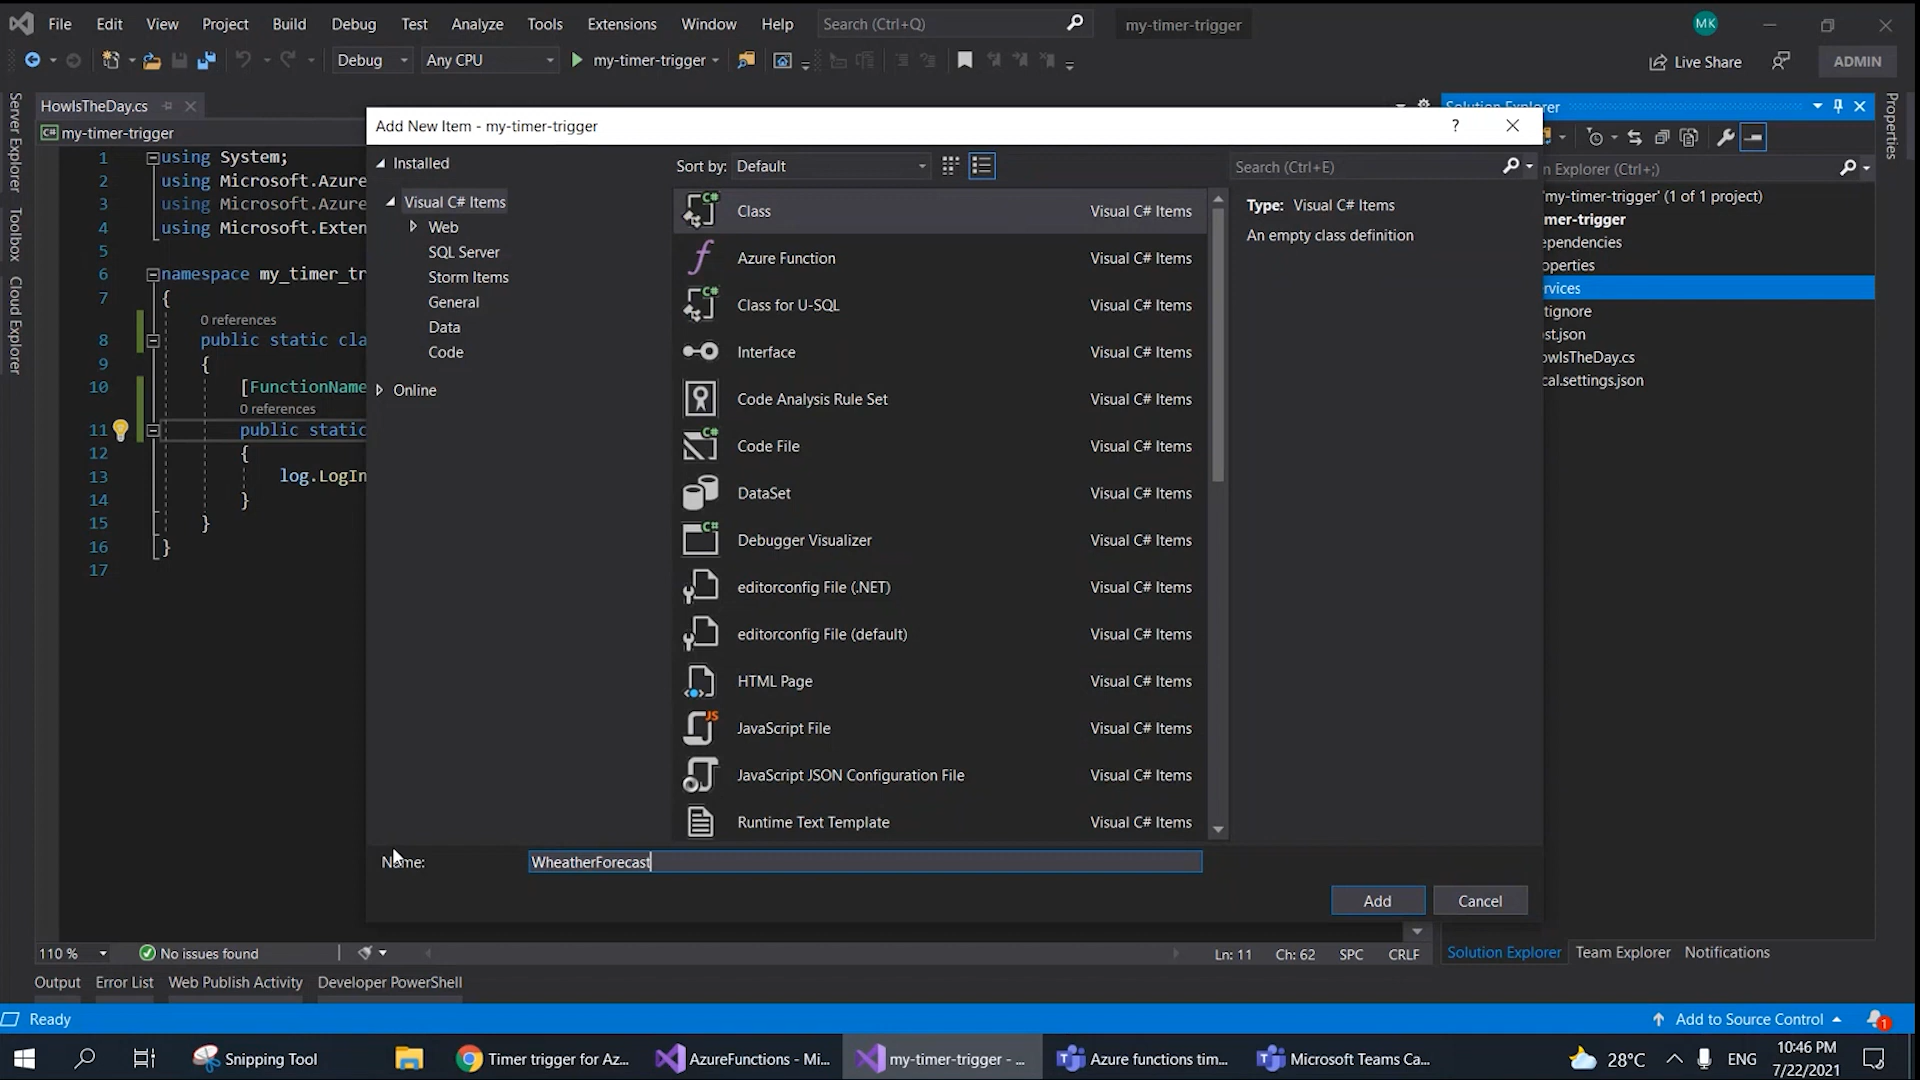 File Edit View Project Build Debug Test Analyze Tools Extensions Window Help Search (Ctrl+Q) my-timer-trigger MK
Debug Any CPU my-timer-trigger Live Share ADMIN
Server Explorer
Toolbox
Cloud Explorer
HowIsTheDay.cs
my-timer-trigger
1 using System;
2 using Microsoft.Azure
3 using Microsoft.Azure
4 using Microsoft.Exten
5
6 namespace my_timer_tr
7 {
0 references
8 public static cla
9 {
10 [FunctionName
0 references
11 public static
12 {
13 log.LogIn
14 }
15 }
16 }
17
Add New Item - my-timer-trigger ?
Installed
Visual C# Items
Web
SQL Server
Storm Items
General
Data
Code
Online
Sort by: Default
Class Visual C# Items
Azure Function Visual C# Items
Class for U-SQL Visual C# Items
Interface Visual C# Items
Code Analysis Rule Set Visual C# Items
Code File Visual C# Items
DataSet Visual C# Items
Debugger Visualizer Visual C# Items
editorconfig File (.NET) Visual C# Items
editorconfig File (default) Visual C# Items
HTML Page Visual C# Items
JavaScript File Visual C# Items
JavaScript JSON Configuration File Visual C# Items
Runtime Text Template Visual C# Items
Search (Ctrl+E)
Type: Visual C# Items
An empty class definition
Name: WheatherForecast
Add Cancel
Solution Explorer
n Explorer (Ctrl+;)
'my-timer-trigger' (1 of 1 project)
mer-trigger
ependencies
operties
rvices
tignore
st.json
owIsTheDay.cs
cal.settings.json
Properties
110 % No issues found Ln: 11 Ch: 62 SPC CRLF
Solution Explorer Team Explorer Notifications
Output Error List Web Publish Activity Developer PowerShell
Ready Add to Source Control 1
Snipping Tool Timer trigger for Az... AzureFunctions - Mi... my-timer-trigger - ... Azure functions tim... Microsoft Teams Ca... 28°C ENG 10:46 PM
7/22/2021